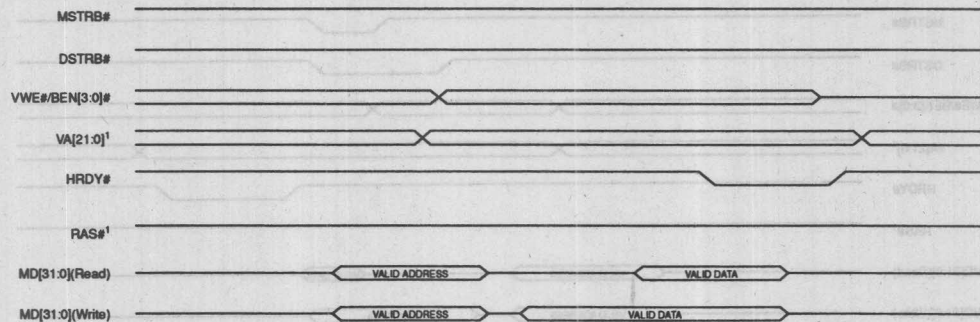 MSTRB#
DSTRB#
VWE#/BEN[3:0]#
VA[21:0]¹
HRDY#
RAS#¹
MD[31:0](Read) VALID ADDRESS VALID DATA
MD[31:0](Write) VALID ADDRESS VALID DATA